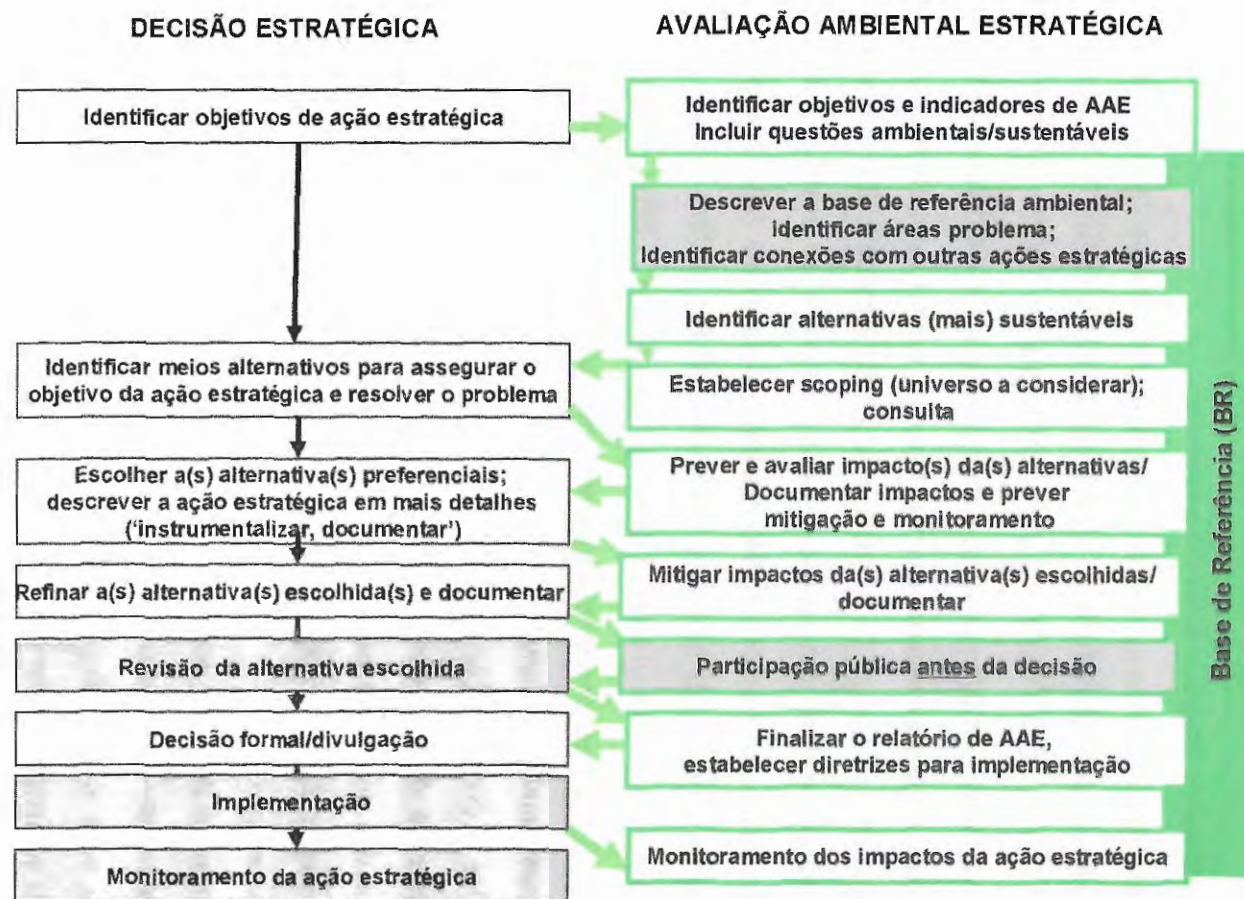 DECISÃO ESTRATÉGICA
Identificar objetivos de ação estratégica
Identificar meios alternativos para assegurar o
objetivo da ação estratégica e resolver o problema
Escolher a(s) alternativa(s) preferenciais;
descrever a ação estratégica em mais detalhes
(‘instrumentalizar, documentar’)
Refinar a(s) alternativa(s) escolhida(s) e documentar
Revisão da alternativa escolhida
Decisão formal/divulgação
Implementação
Monitoramento da ação estratégica
AVALIAÇÃO AMBIENTAL ESTRATÉGICA
Identificar objetivos e indicadores de AAE
Incluir questões ambientais/sustentáveis
Descrever a base de referência ambiental;
identificar áreas problema;
Identificar conexões com outras ações estratégicas
Identificar alternativas (mais) sustentáveis
Estabelecer scoping (universo a considerar);
consulta
Prever e avaliar impacto(s) da(s) alternativas/
Documentar impactos e prever
mitigação e monitoramento
Mitigar impactos da(s) alternativa(s) escolhidas/
documentar
Participação pública antes da decisão
Finalizar o relatório de AAE,
estabelecer diretrizes para implementação
Monitoramento dos impactos da ação estratégica
Base de Referência (BR)